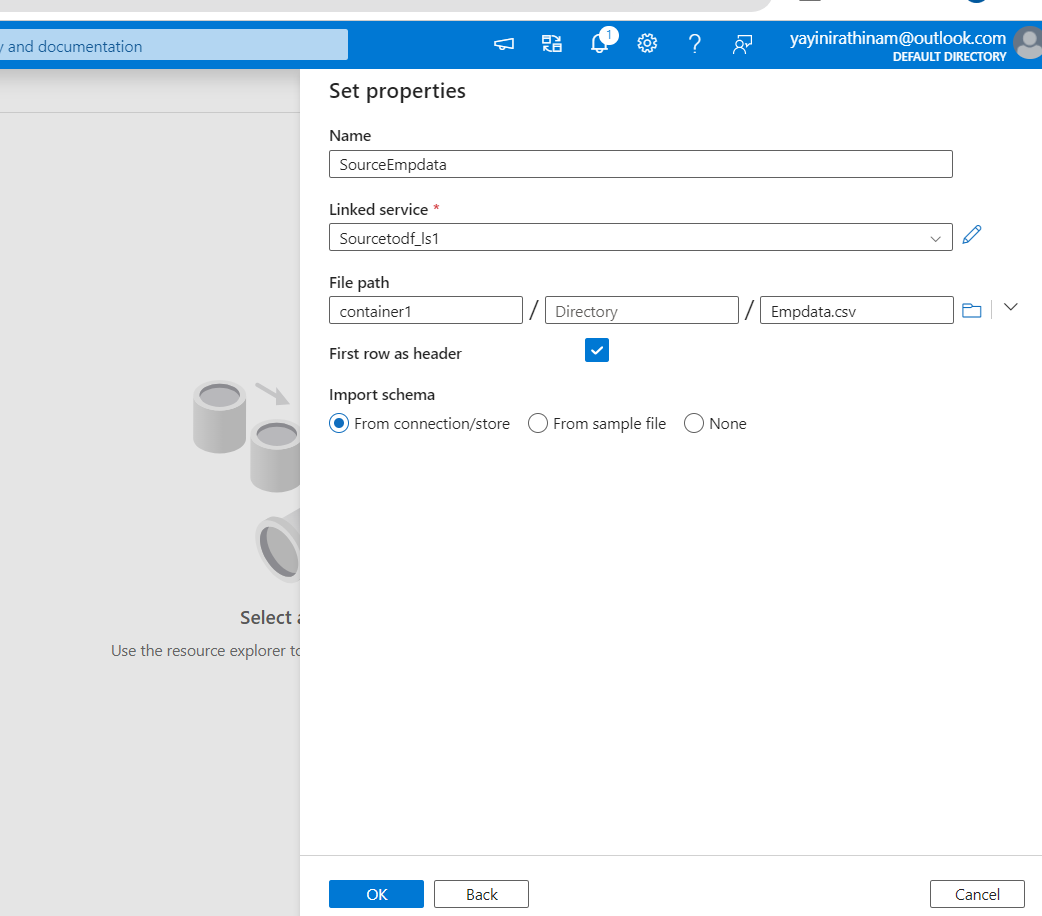 and documentation
1
yayinirathinam@outlook.com
DEFAULT DIRECTORY
Set properties
Name
SourceEmpdata
Linked service *
Sourcetodf_ls1
File path
container1 / Directory / Empdata.csv
First row as header
Import schema
From connection/store From sample file None
Select
Use the resource explorer
OK Back Cancel